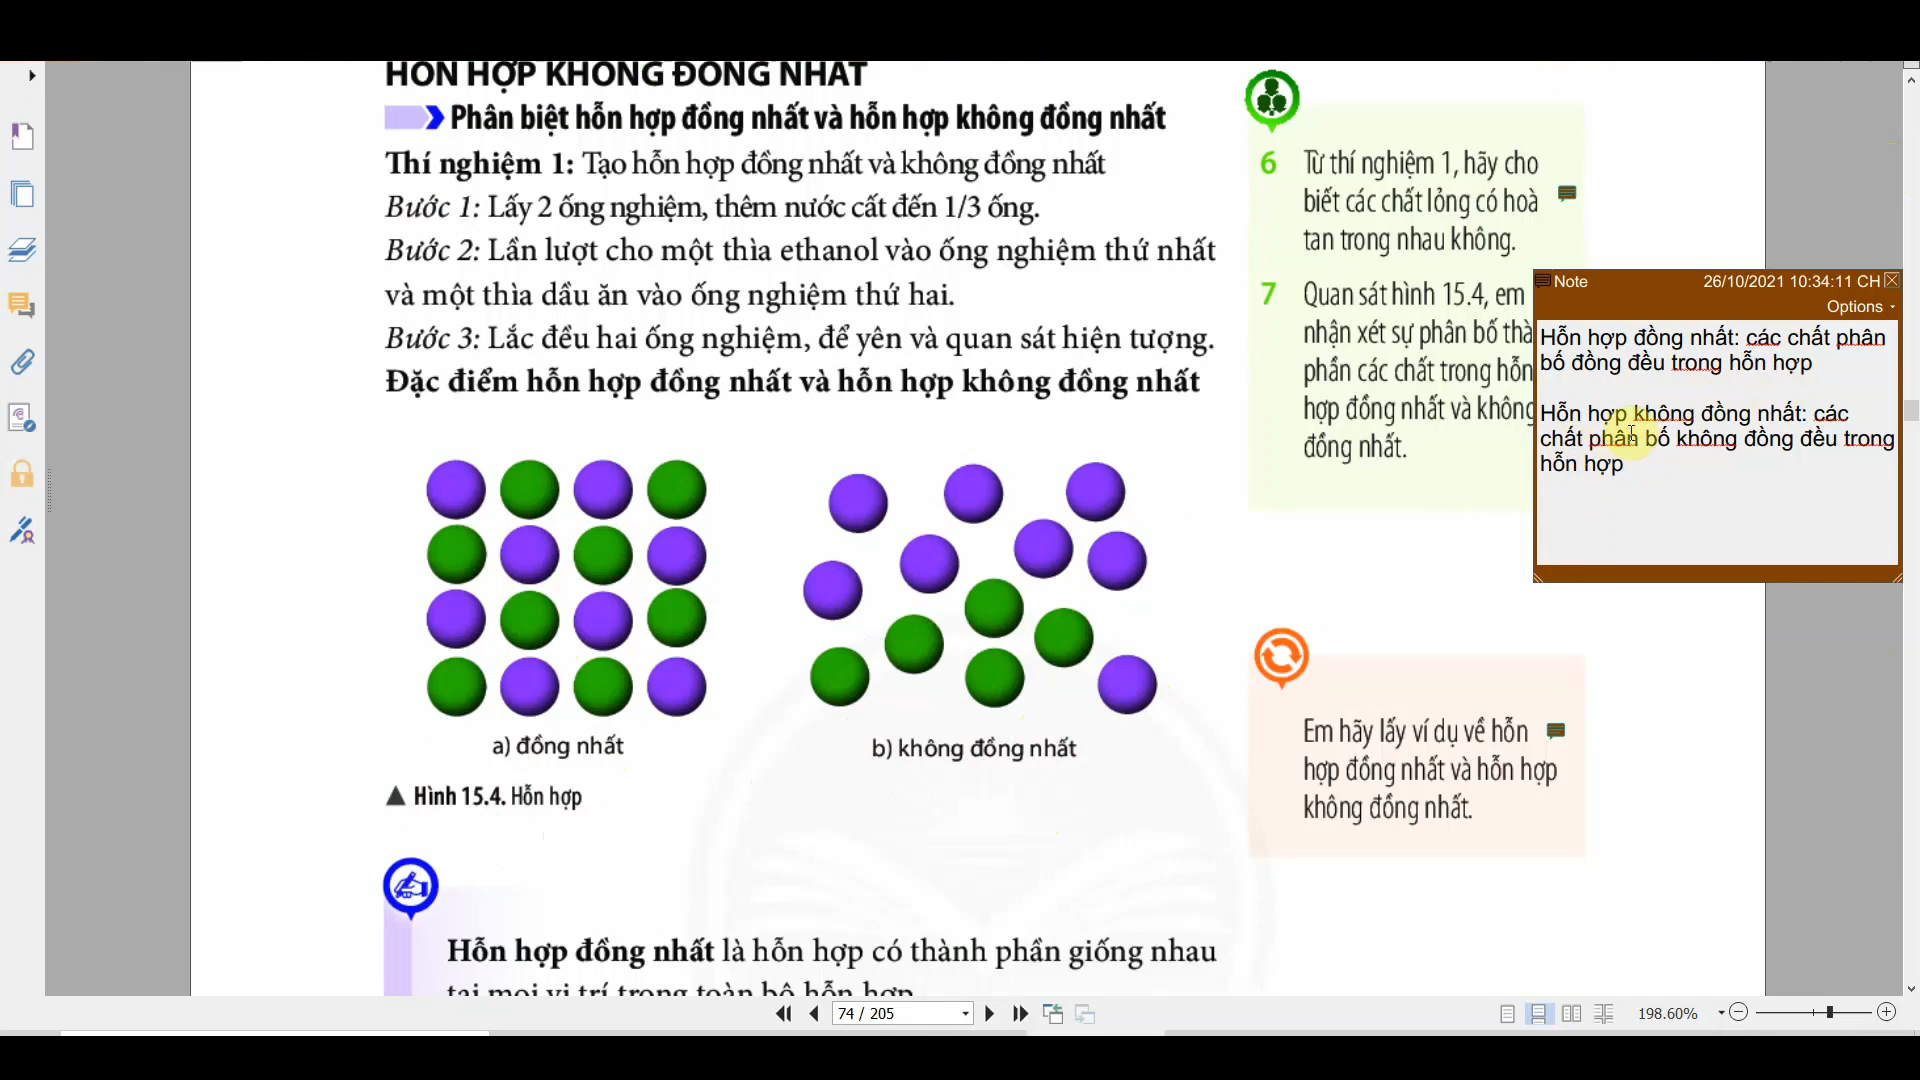 HỖN HỢP KHÔNG ĐỒNG NHẤT
Phân biệt hỗn hợp đồng nhất và hỗn hợp không đồng nhất
Thí nghiệm 1: Tạo hỗn hợp đồng nhất và không đồng nhất
Bước 1: Lấy 2 ống nghiệm, thêm nước cất đến 1/3 ống.
Bước 2: Lần lượt cho một thìa ethanol vào ống nghiệm thứ nhất
và một thìa dầu ăn vào ống nghiệm thứ hai.
Bước 3: Lắc đều hai ống nghiệm, để yên và quan sát hiện tượng.
Đặc điểm hỗn hợp đồng nhất và hỗn hợp không đồng nhất
a) đồng nhất
b) không đồng nhất
▲ Hình 15.4. Hỗn hợp
Hỗn hợp đồng nhất là hỗn hợp có thành phần giống nhau
tại mọi vị trí trong toàn bộ hỗn hợp.
6 Từ thí nghiệm 1, hãy cho
biết các chất lỏng có hoà
tan trong nhau không.
7 Quan sát hình 15.4, em
nhận xét sự phân bố thà
phần các chất trong hỗn
hợp đồng nhất và không
đồng nhất.
Note 26/10/2021 10:34:11 CH
Options
Hỗn hợp đồng nhất: các chất phân
bố đồng đều trong hỗn hợp
Hỗn hợp không đồng nhất: các
chất phân bố không đồng đều trong
hỗn hợp
Em hãy lấy ví dụ về hỗn
hợp đồng nhất và hỗn hợp
không đồng nhất.
74 / 205
198.60%